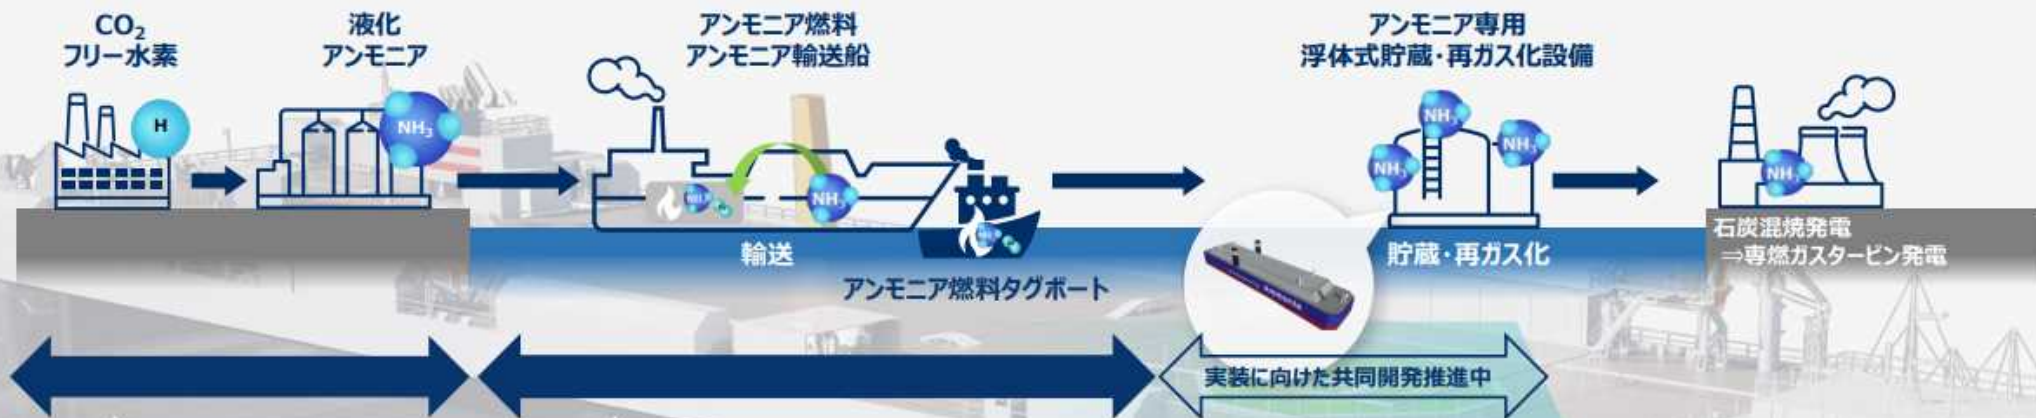 CO₂
フリー水素
液化
アンモニア
アンモニア燃料
アンモニア輸送船
アンモニア専用
浮体式貯蔵・再ガス化設備
H
NH₃
NH₃
NH₃
NH₃
NH₃
NH₃
輸送
貯蔵・再ガス化
石炭混焼発電
⇒専燃ガスタービン発電
アンモニア燃料タグボート
実装に向けた共同開発推進中